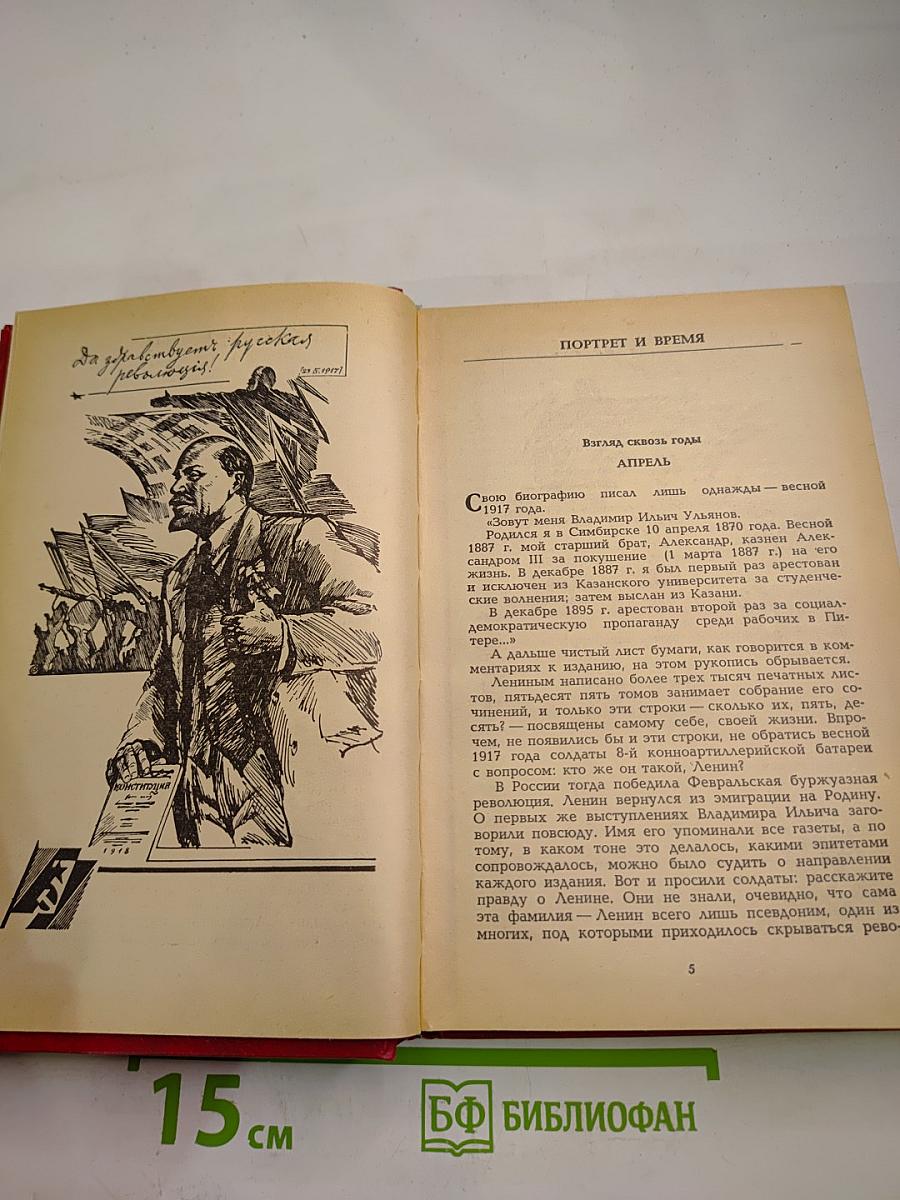 Да здравствуетъ русская
революція!
[23.5.1917]
КОНСТИТУЦИЯ
1918
ПОРТРЕТ И ВРЕМЯ
Взгляд сквозь годы
АПРЕЛЬ
Свою биографию писал лишь однажды — весной
1917 года.
«Зовут меня Владимир Ильич Ульянов.
Родился я в Симбирске 10 апреля 1870 года. Весной
1887 г. мой старший брат, Александр, казнен Алек-
сандром III за покушение (1 марта 1887 г.) на его
жизнь. В декабре 1887 г. я был первый раз арестован
и исключен из Казанского университета за студенче-
ские волнения; затем выслан из Казани.
В декабре 1895 г. арестован второй раз за социал-
демократическую пропаганду среди рабочих в Пи-
тере...»
А дальше чистый лист бумаги, как говорится в ком-
ментариях к изданию, на этом рукопись обрывается.
Лениным написано более трех тысяч печатных лис-
тов, пятьдесят пять томов занимает собрание его со-
чинений, и только эти строки — сколько их, пять, де-
сять? — посвящены самому себе, своей жизни. Впро-
чем, не появились бы и эти строки, не обратись весной
1917 года солдаты 8-й конноартиллерийской батареи
с вопросом: кто же он такой, Ленин?
В России тогда победила Февральская буржуазная
революция. Ленин вернулся из эмиграции на Родину.
О первых же выступлениях Владимира Ильича заго-
ворили повсюду. Имя его упоминали все газеты, а по
тому, в каком тоне это делалось, какими эпитетами
сопровождалось, можно было судить о направлении
каждого издания. Вот и просили солдаты: расскажите
правду о Ленине. Они не знали, очевидно, что сама
эта фамилия — Ленин всего лишь псевдоним, один из
многих, под которыми приходилось скрываться рево-
5
15 см
БФ БИБЛИОФАН